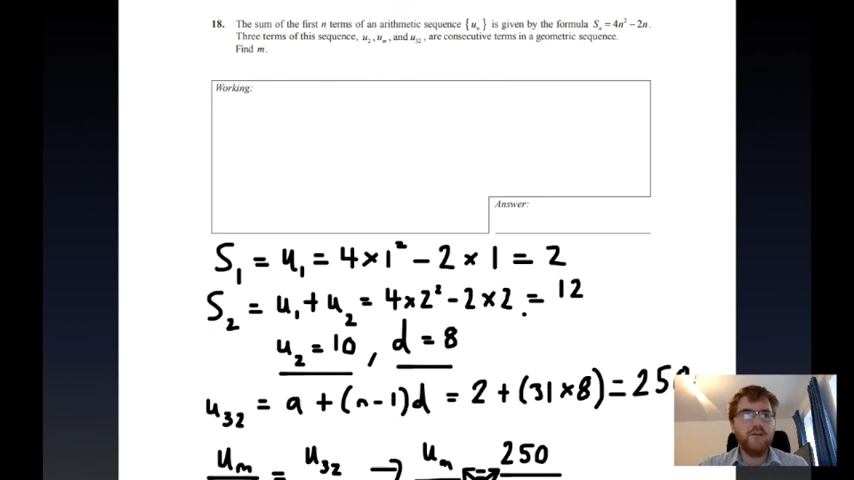 18. The sum of the first n terms of an arithmetic sequence {uₙ} is given by the formula Sₙ = 4n² − 2n.
Three terms of this sequence, u₂, uₘ, and u₃₂, are consecutive terms in a geometric sequence.
Find m.
Working:
Answer:
S₁ = u₁ = 4×1² − 2×1 = 2
S₂ = u₁ + u₂ = 4×2² − 2×2 = 12
u₂ = 10, d = 8
u₃₂ = a + (n−1)d = 2 + (31×8) = 250
uₘ = u₃₂ → uₘ ↔ 250